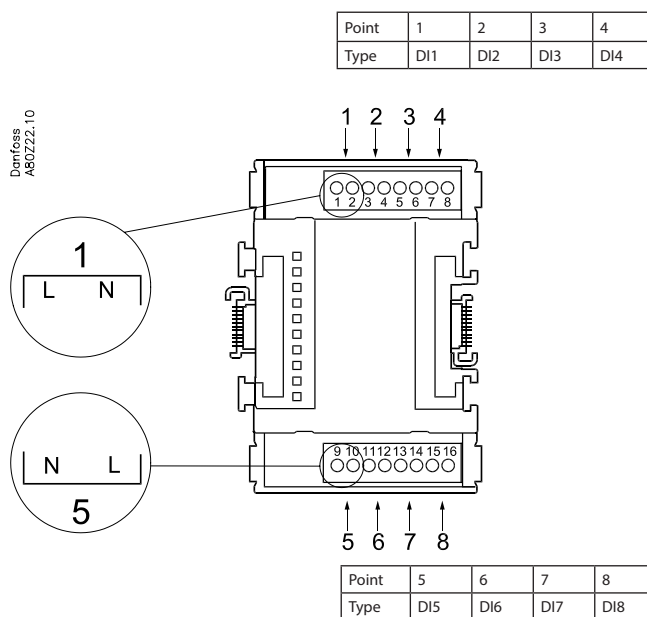 Point 1 2 3 4
Type DI1 DI2 DI3 DI4
Danfoss
A80Z22.10
1 2 3 4
1 2 3 4 5 6 7 8
1
L N
9 10 11 12 13 14 15 16
N L
5
5 6 7 8
Point 5 6 7 8
Type DI5 DI6 DI7 DI8